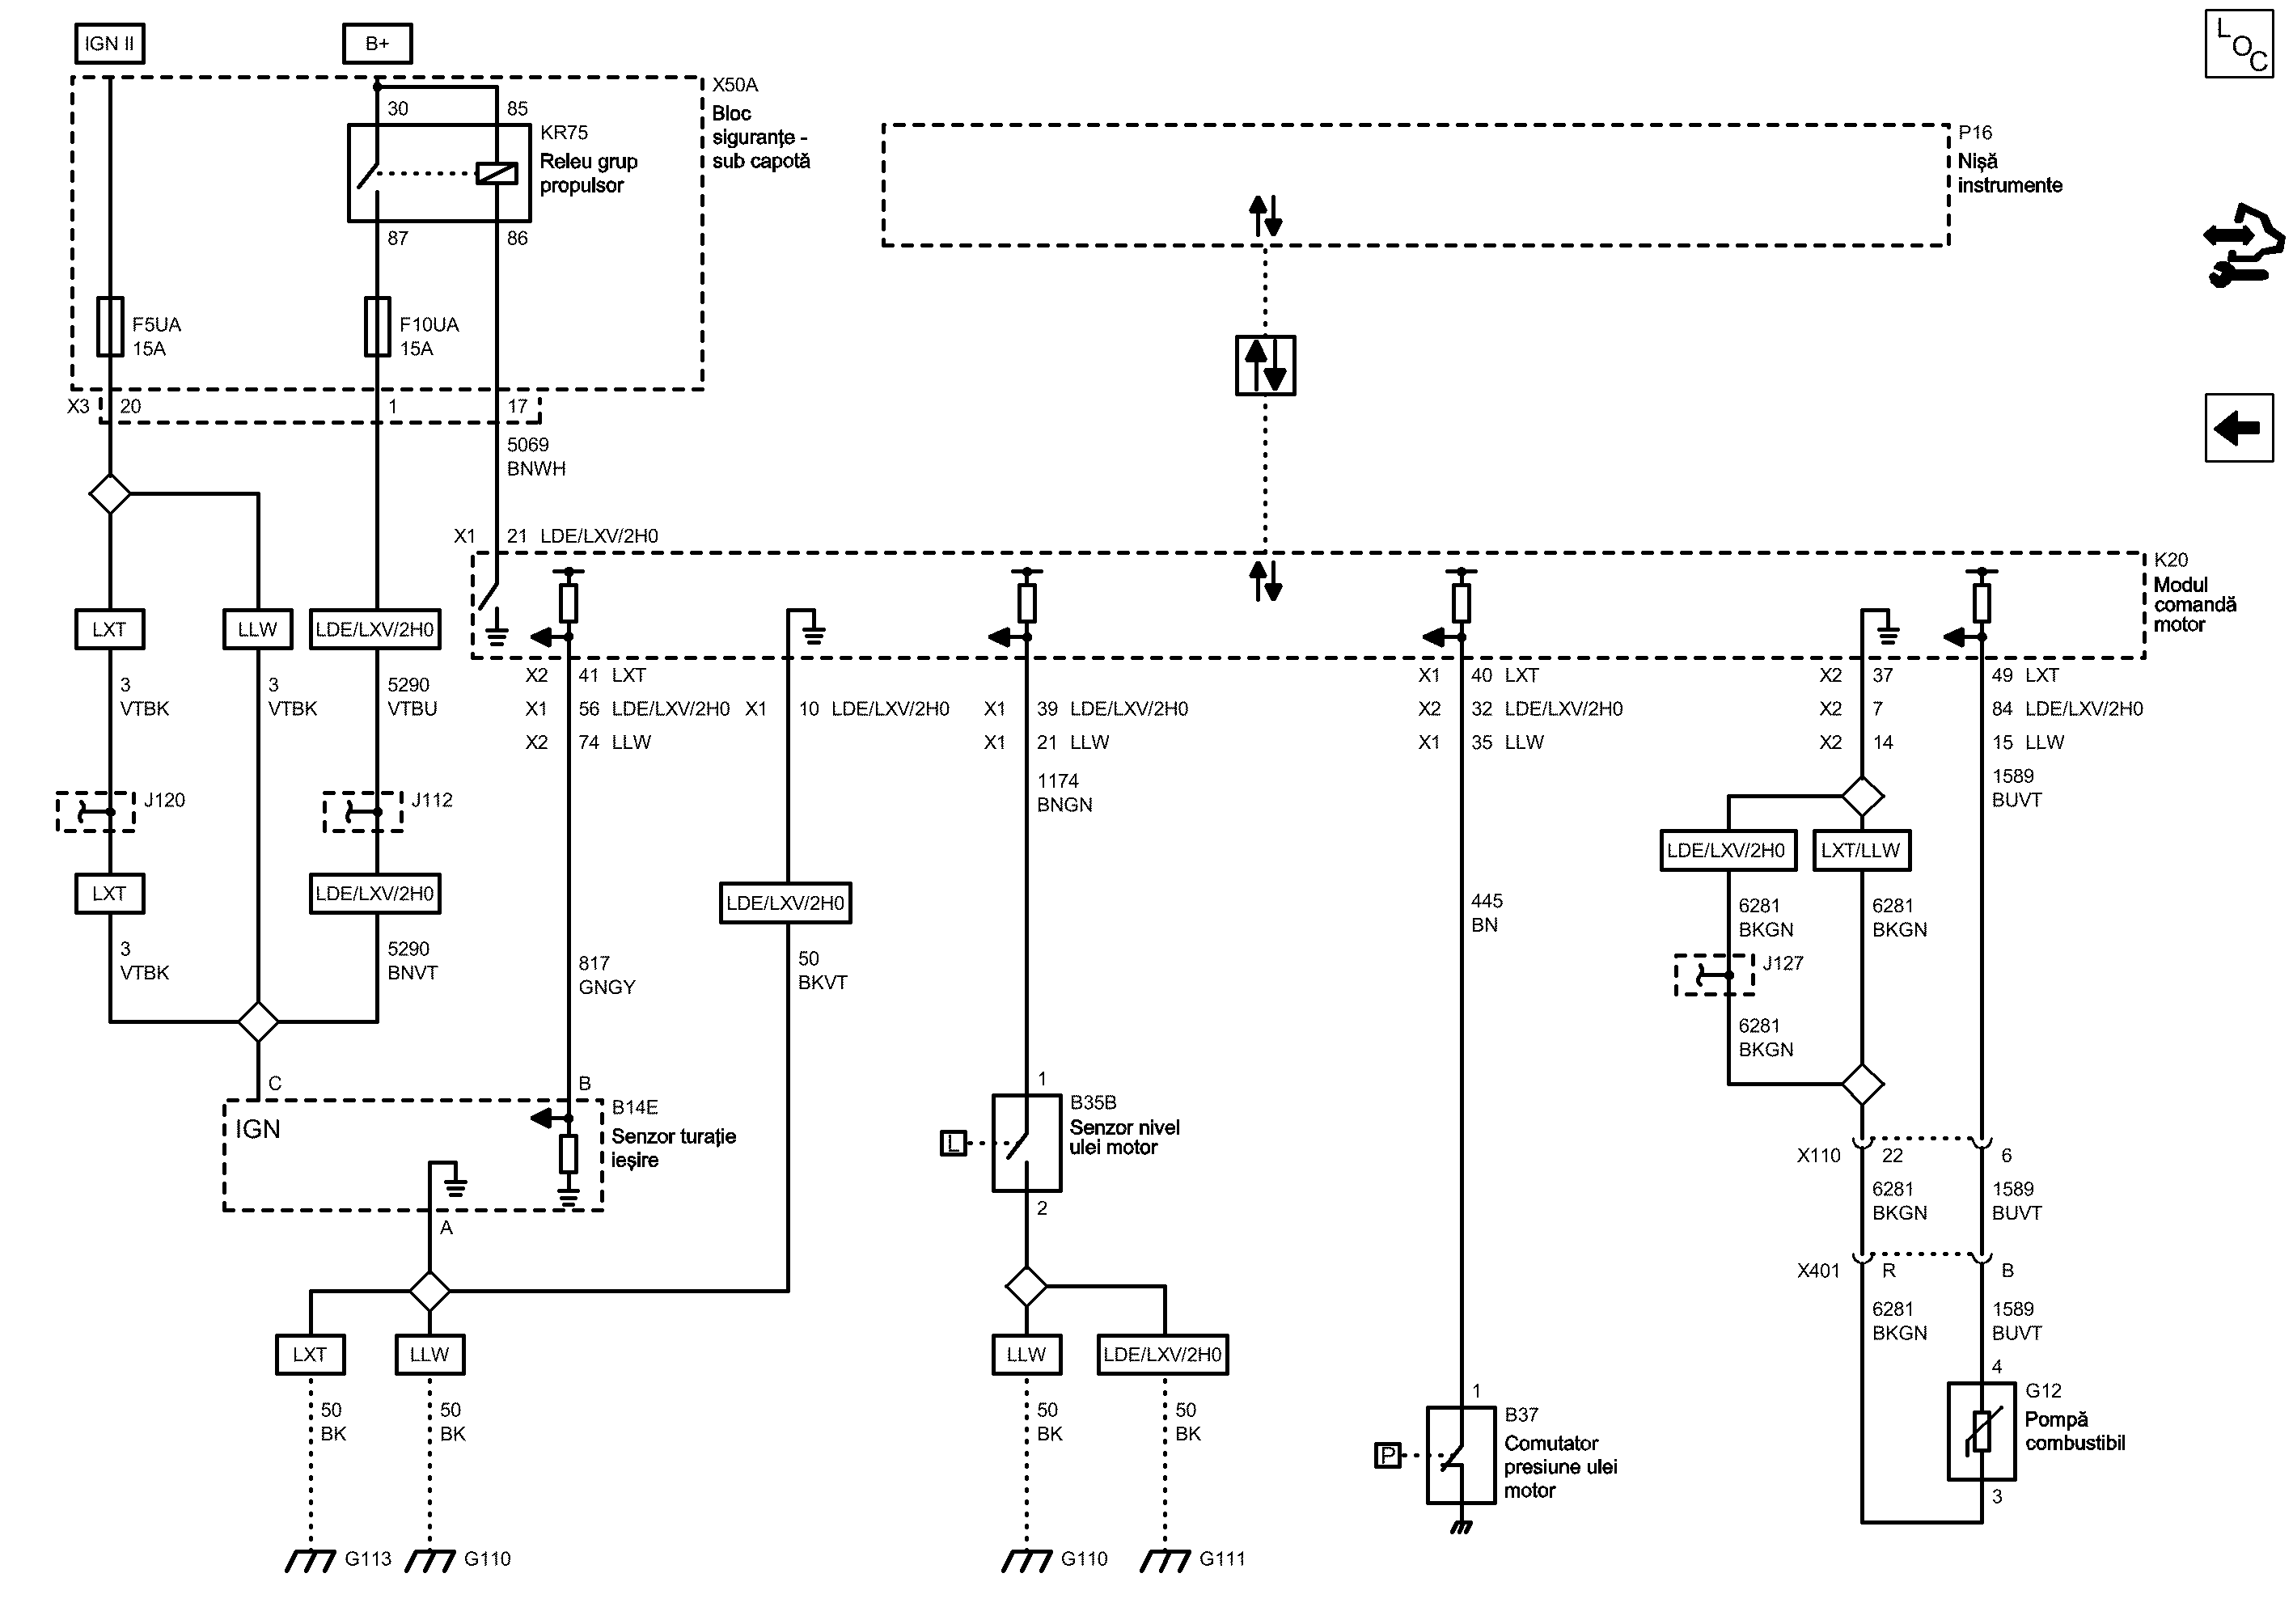 IGN II
B+
LOC
X50A
Bloc
siguranțe -
sub capotă
30
85
KR75
Releu grup
propulsor
87
86
F5UA
15A
F10UA
15A
X3
20
1
17
5069
BNWH
P16
Nișă
instrumente
X1
21
LDE/LXV/2H0
K20
Modul
comandă
motor
LXT
LLW
LDE/LXV/2H0
3
VTBK
3
VTBK
5290
VTBU
X2 41 LXT
X1 56 LDE/LXV/2H0
X2 74 LLW
X1 10 LDE/LXV/2H0
X1 39 LDE/LXV/2H0
X1 21 LLW
1174
BNGN
X1 40 LXT
X2 32 LDE/LXV/2H0
X1 35 LLW
X2 37
X2 7
X2 14
49 LXT
84 LDE/LXV/2H0
15 LLW
1589
BUVT
J120
J112
LXT
LDE/LXV/2H0
LDE/LXV/2H0
LDE/LXV/2H0
LXT/LLW
3
VTBK
5290
BNVT
817
GNGY
50
BKVT
445
BN
6281
BKGN
6281
BKGN
J127
6281
BKGN
C
B
IGN
B14E
Senzor turație
ieșire
A
1
B35B
Senzor nivel
ulei motor
L
2
X110
22
6
6281
BKGN
1589
BUVT
X401
R
B
6281
BKGN
1589
BUVT
LXT
LLW
LLW
LDE/LXV/2H0
50
BK
50
BK
50
BK
50
BK
1
B37
Comutator
presiune ulei
motor
P
4
G12
Pompă
combustibil
3
G113
G110
G110
G111